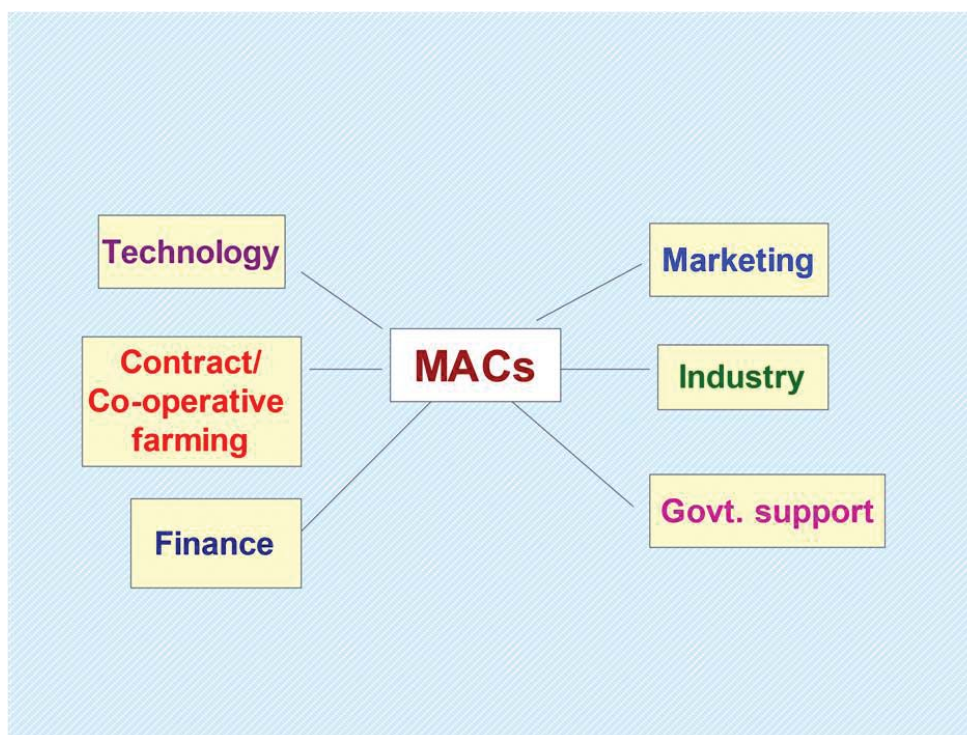 Technology
Contract/
Co-operative
farming
Finance
MACs
Marketing
Industry
Govt. support